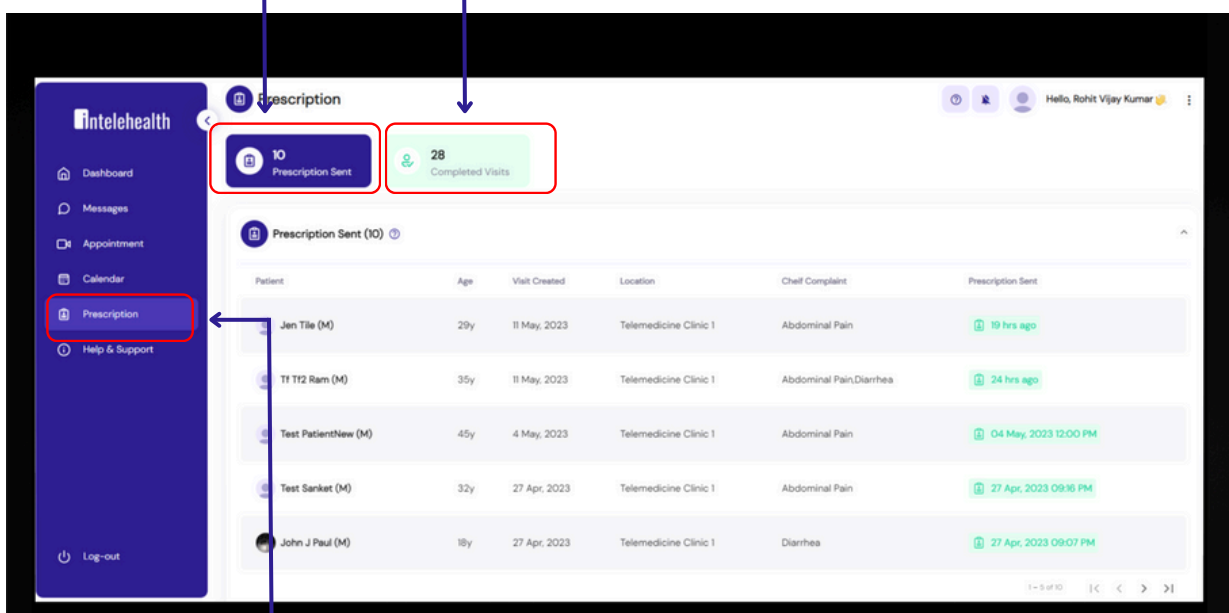 intelehealth
Dashboard
Messages
Appointment
Calendar
Prescription
Help & Support
Log-out
Prescription
Hello, Rohit Vijay Kumar 👋
10
Prescription Sent
28
Completed Visits
Prescription Sent (10)
Patient Age Visit Created Location Cheif Complaint Prescription Sent
Jen Tile (M) 29y 11 May, 2023 Telemedicine Clinic 1 Abdominal Pain 19 hrs ago
Tf Tf2 Ram (M) 35y 11 May, 2023 Telemedicine Clinic 1 Abdominal Pain,Diarrhea 24 hrs ago
Test PatientNew (M) 45y 4 May, 2023 Telemedicine Clinic 1 Abdominal Pain 04 May, 2023 12:00 PM
Test Sanket (M) 32y 27 Apr, 2023 Telemedicine Clinic 1 Abdominal Pain 27 Apr, 2023 09:16 PM
John J Paul (M) 18y 27 Apr, 2023 Telemedicine Clinic 1 Diarrhea 27 Apr, 2023 09:07 PM
1 – 5 of 10